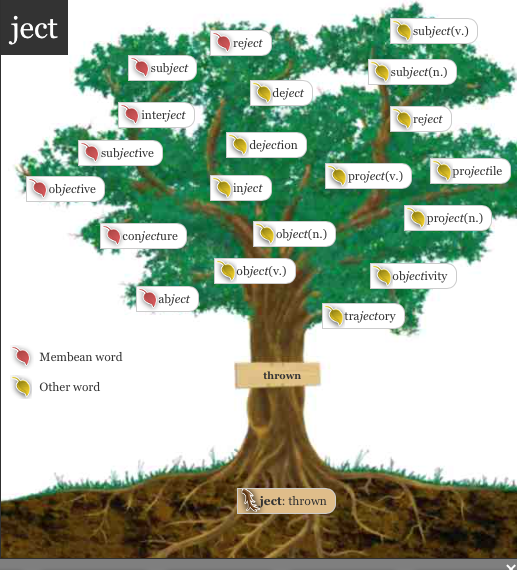 ject
subject(v.)
reject
subject
subject(n.)
deject
interject
reject
dejection
subjective
projectile
project(v.)
objective
inject
project(n.)
conjecture
object(n.)
object(v.)
objectivity
abject
trajectory
Membean word
thrown
Other word
ject: thrown